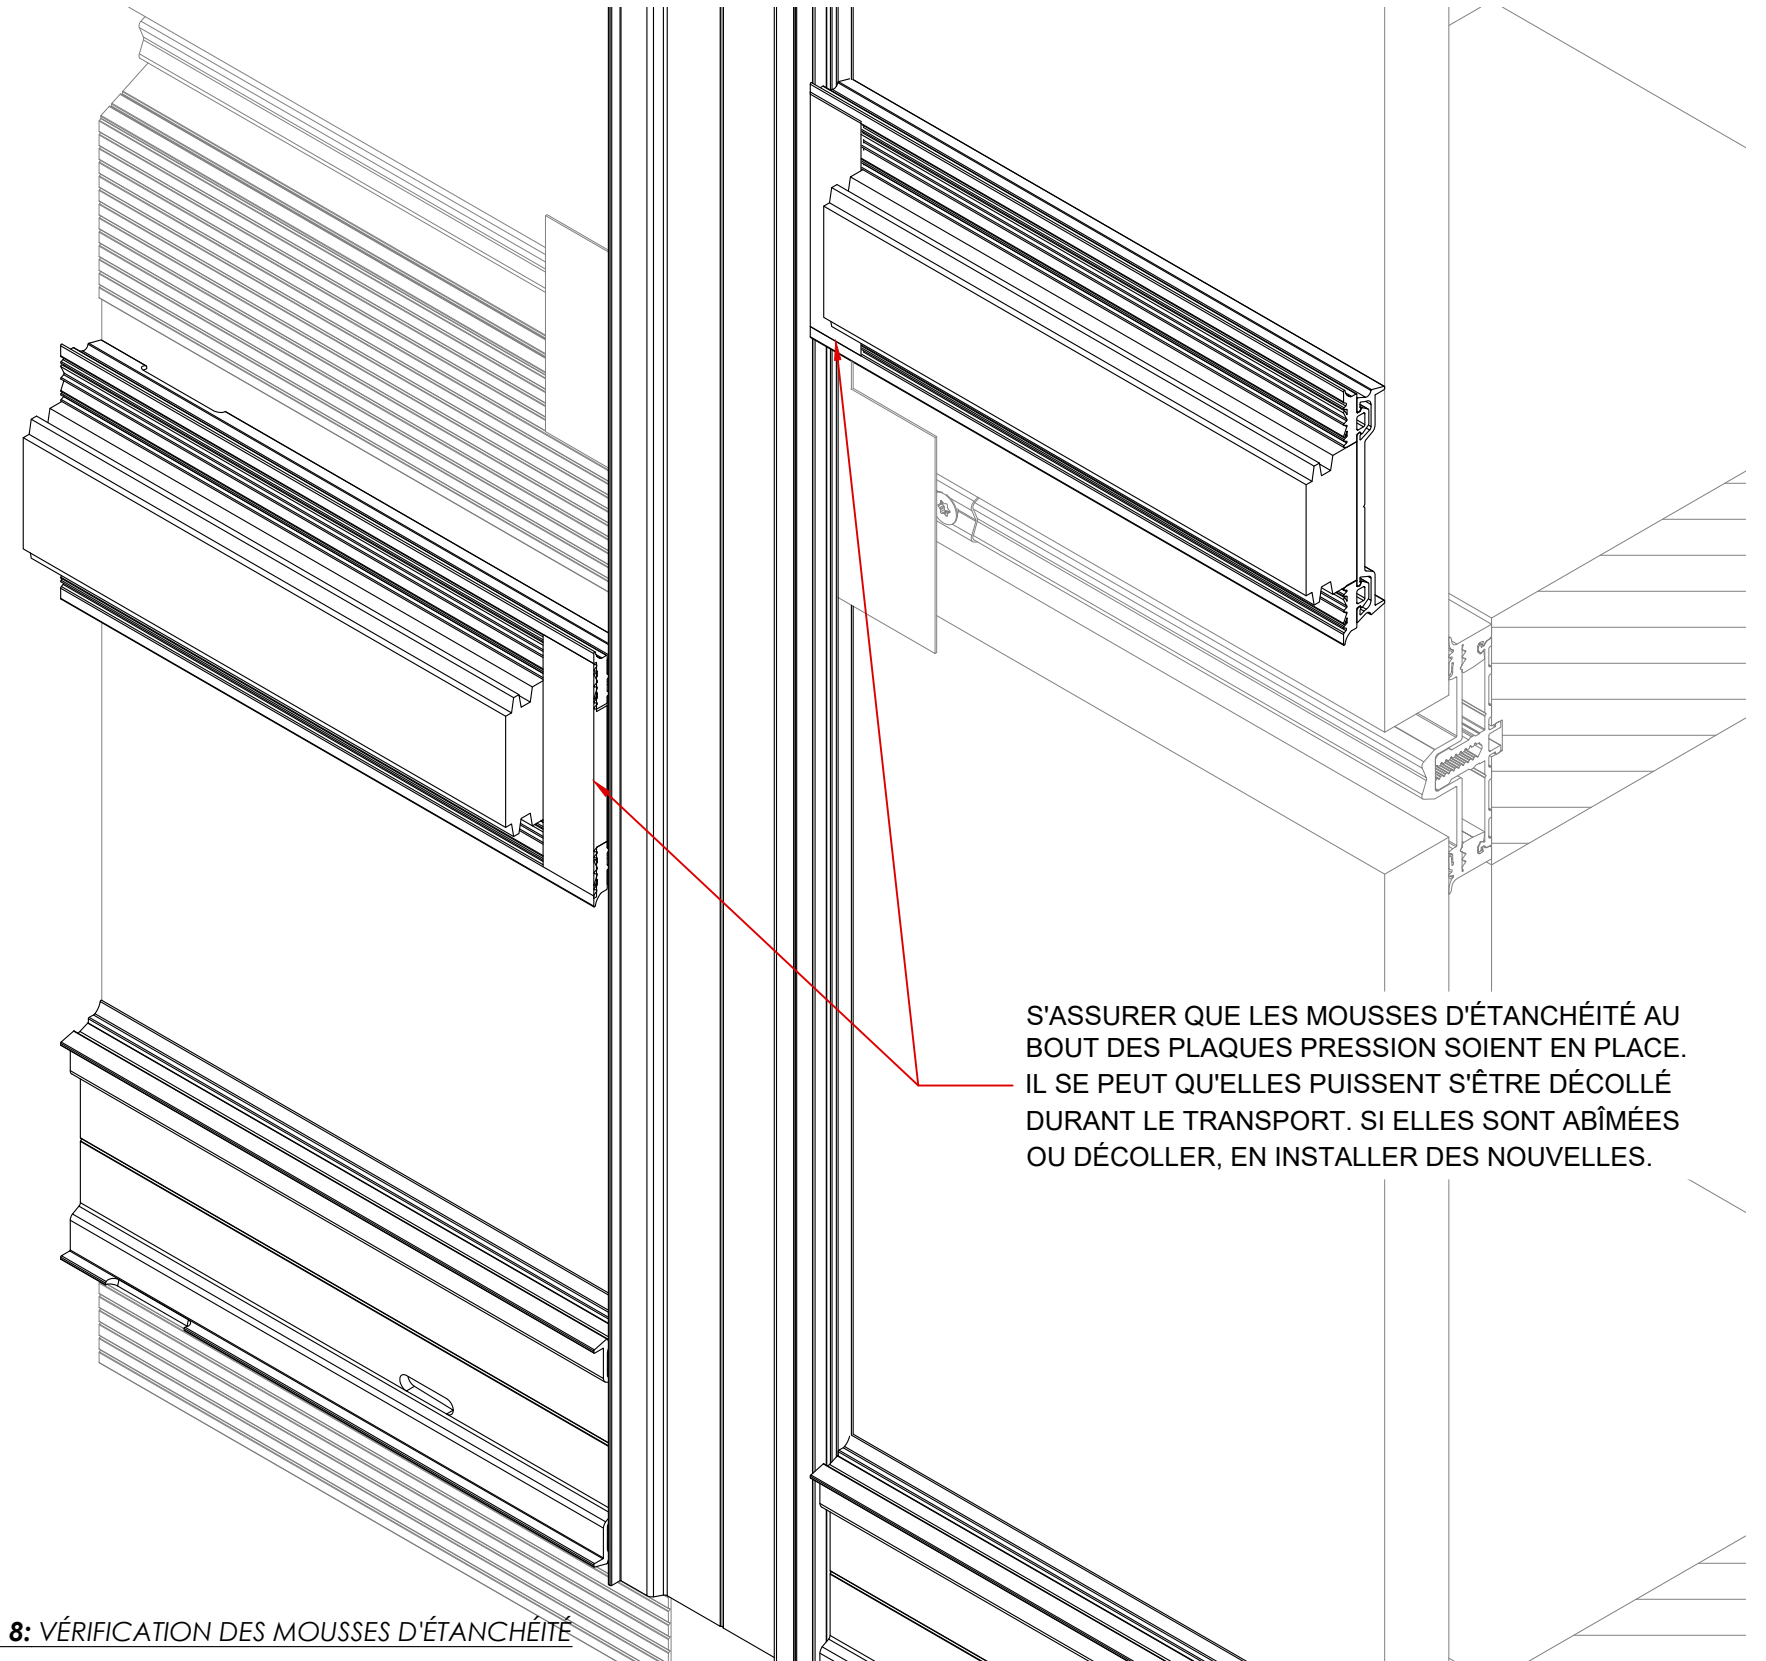 S'ASSURER QUE LES MOUSSES D'ÉTANCHÉITÉ AU
BOUT DES PLAQUES PRESSION SOIENT EN PLACE.
IL SE PEUT QU'ELLES PUISSENT S'ÊTRE DÉCOLLÉ
DURANT LE TRANSPORT. SI ELLES SONT ABÎMÉES
OU DÉCOLLER, EN INSTALLER DES NOUVELLES.
8: VÉRIFICATION DES MOUSSES D'ÉTANCHÉITÉ